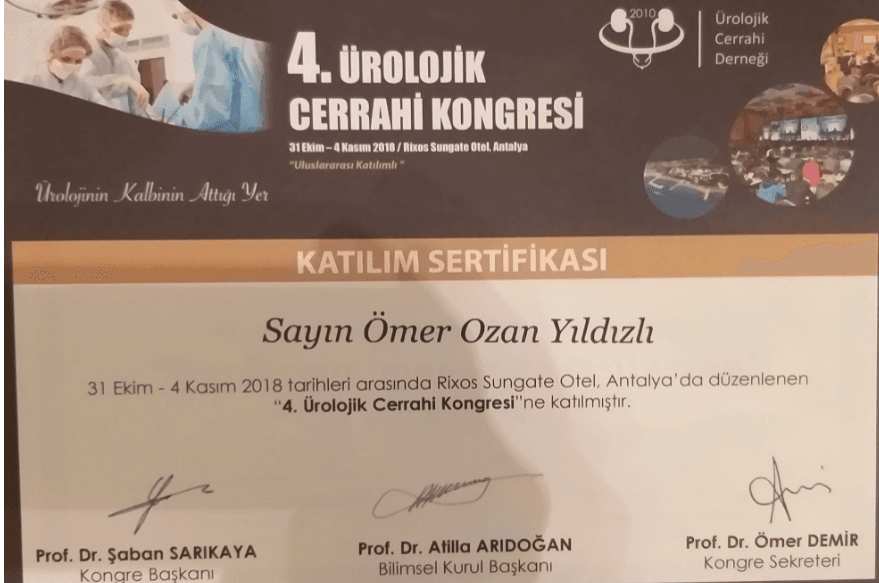 2010
Ürolojik
Cerrahi
Derneği
4. ÜROLOJİK
CERRAHİ KONGRESİ
31 Ekim – 4 Kasım 2018 / Rixos Sungate Otel, Antalya
"Uluslararası Katılımlı "
Ürolojinin Kalbinin Attığı Yer
KATILIM SERTİFİKASI
Sayın Ömer Ozan Yıldızlı
31 Ekim - 4 Kasım 2018 tarihleri arasında Rixos Sungate Otel, Antalya'da düzenlenen
"4. Ürolojik Cerrahi Kongresi"ne katılmıştır.
Prof. Dr. Şaban SARIKAYA
Kongre Başkanı
Prof. Dr. Atilla ARIDOĞAN
Bilimsel Kurul Başkanı
Prof. Dr. Ömer DEMİR
Kongre Sekreteri